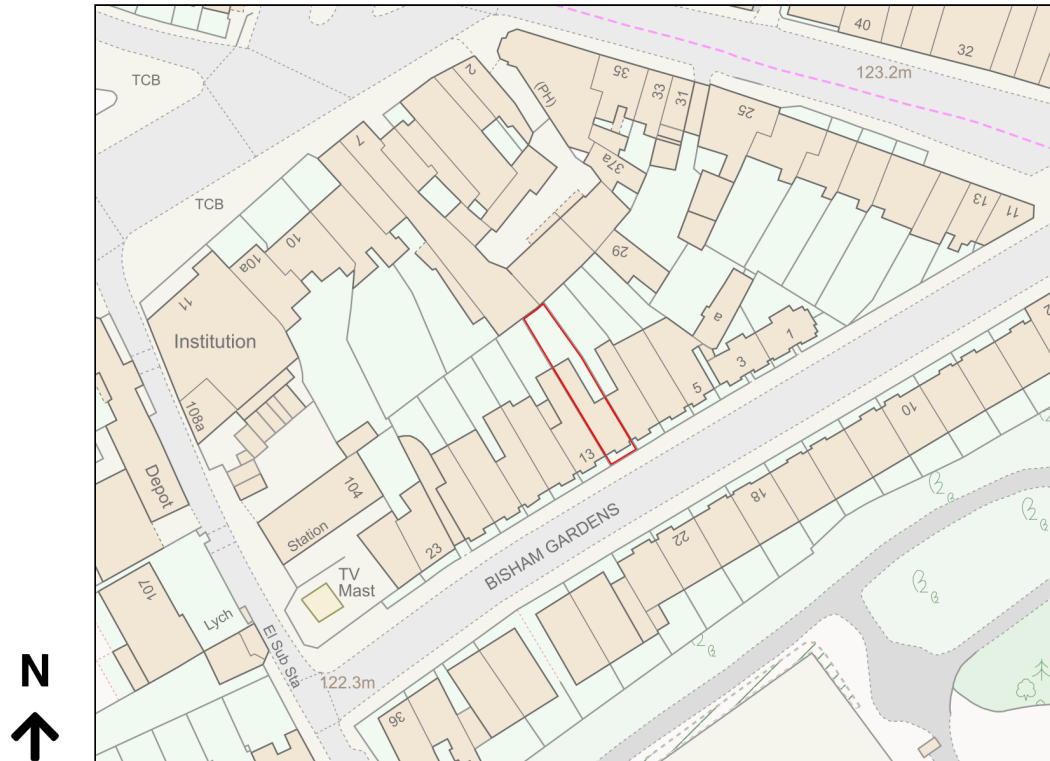 TCB
2
(PH)
35
33
31
25
40
32
123.2m
7
37a
13
11
TCB
10
10a
29
11
Institution
a
1
3
5
108a
10
13
Depot
104
Station
18
23
BISHAM GARDENS
22
TV
Mast
107
Lych
El Sub Sta
122.3m
36
N